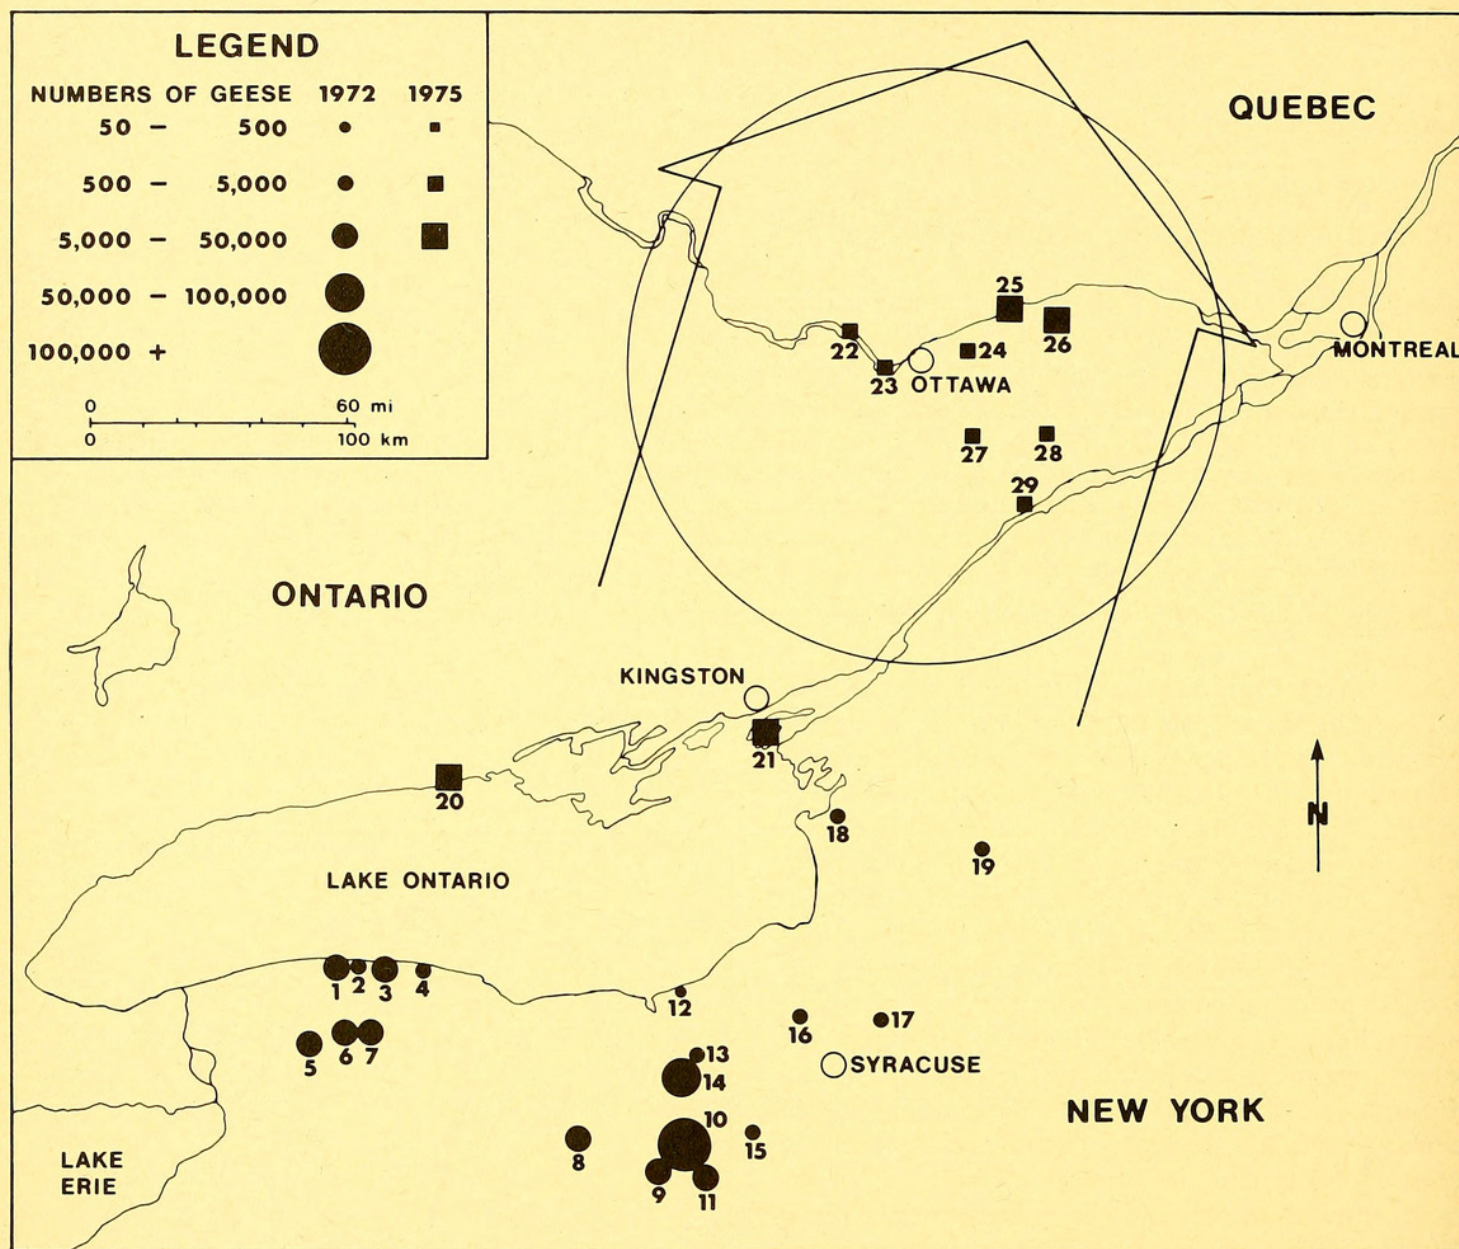 LEGEND
NUMBERS OF GEESE 1972 1975
50 – 500
500 – 5,000
5,000 – 50,000
50,000 – 100,000
100,000 +
0 60 mi
0 100 km
QUEBEC
25
26
22
24
MONTREAL
23 OTTAWA
27
28
29
ONTARIO
KINGSTON
21
20
N
18
19
LAKE ONTARIO
1 2 3 4
12
17
16
5 6 7
13
SYRACUSE
14
NEW YORK
10
15
8
LAKE
ERIE
9
11